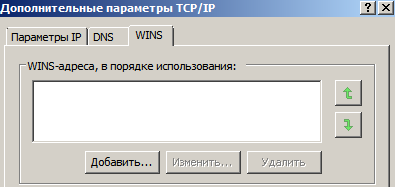 Дополнительные параметры TCP/IP
Параметры IP DNS WINS
WINS-адреса, в порядке использования:
Добавить... Изменить... Удалить